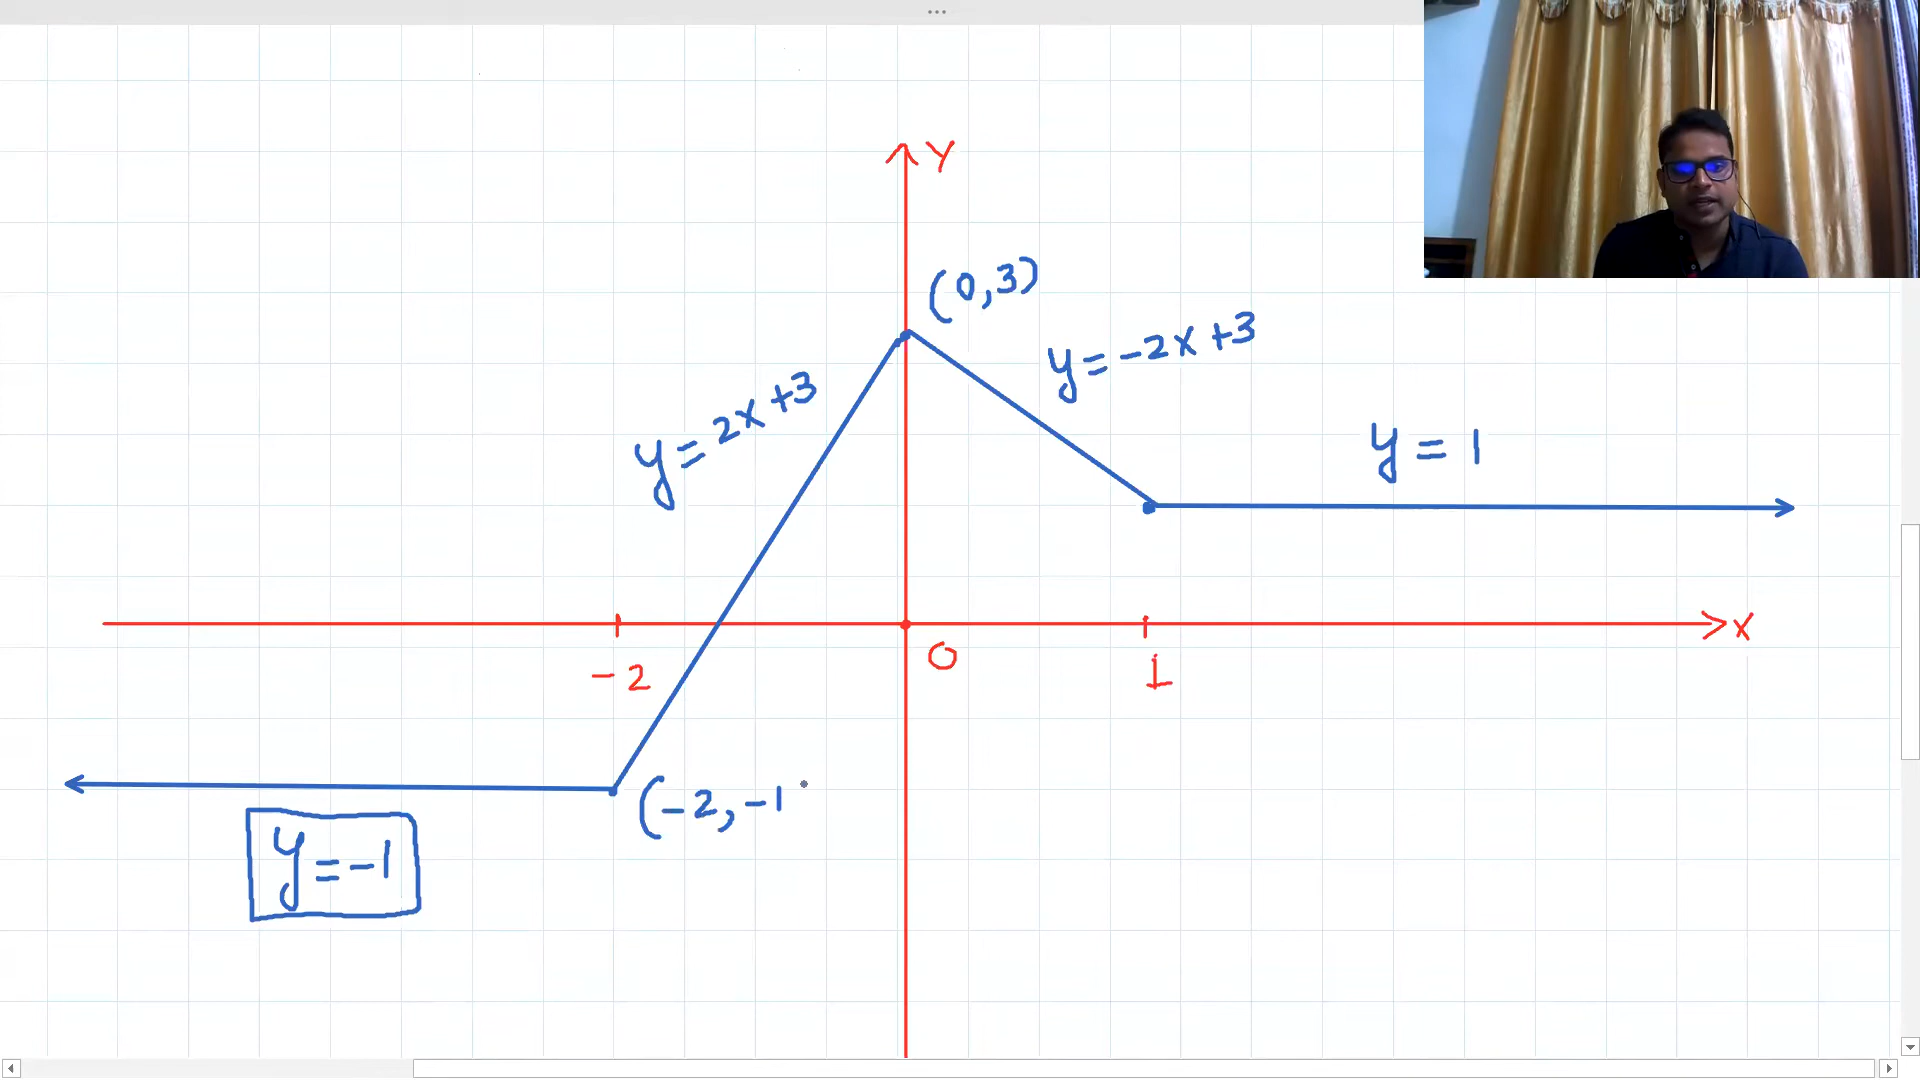 Y
(0,3)
y = -2x +3
y = 2x +3
y = 1
X
-2
0
1
(-2, -1
y = -1